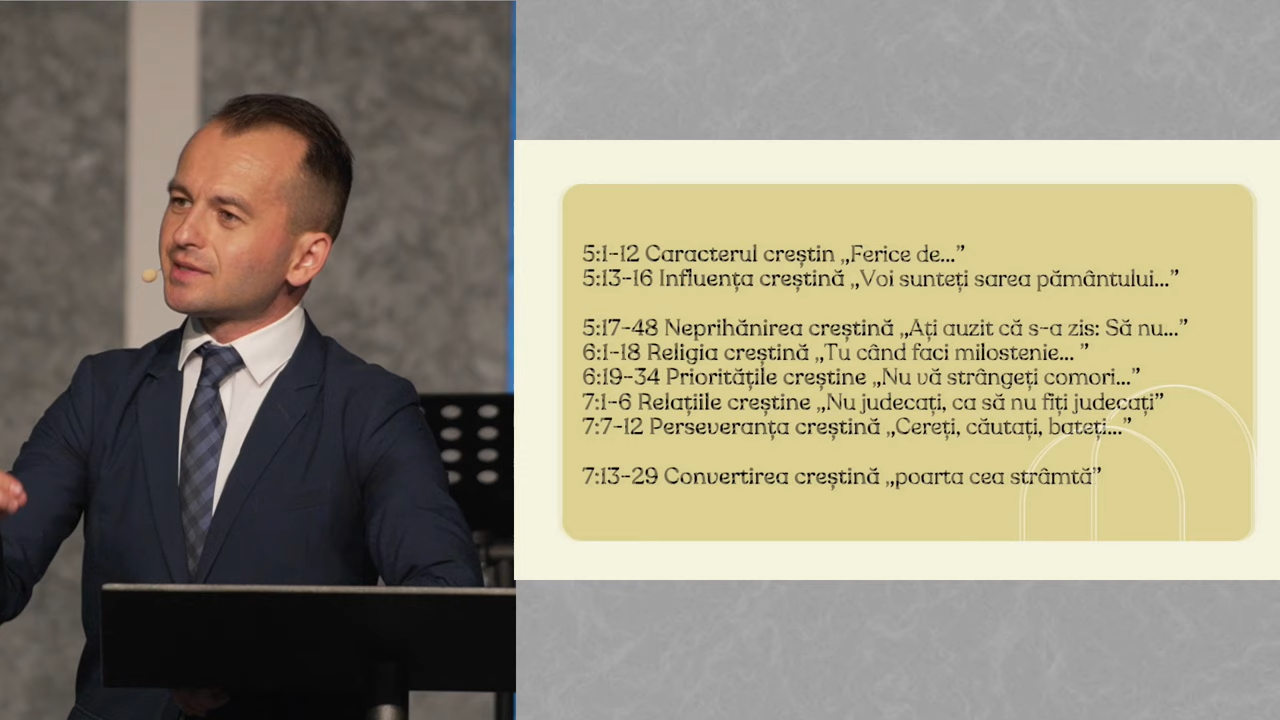 5:1-12 Caracterul creștin „Ferice de...”
5:13-16 Influența creștină „Voi sunteți sarea pământului...”
5:17-48 Neprihănirea creștină „Ați auzit că s-a zis: Să nu...”
6:1-18 Religia creștină „Tu când faci milostenie... ”
6:19-34 Prioritățile creștine „Nu vă strângeți comori...”
7:1-6 Relațiile creștine „Nu judecați, ca să nu fiți judecați”
7:7-12 Perseveranța creștină „Cereți, căutați, bateți...”
7:13-29 Convertirea creștină „poarta cea strâmtă”